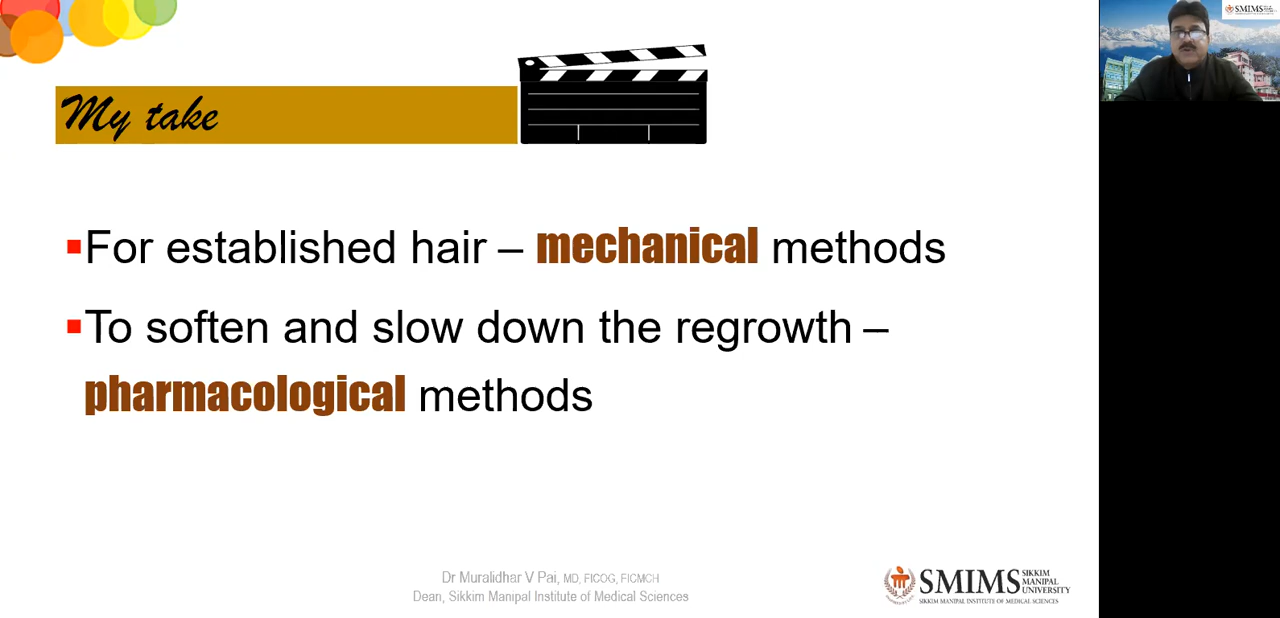 My take
▪For established hair – mechanical methods
▪To soften and slow down the regrowth –
pharmacological methods
Dr Muralidhar V Pai, MD, FICOG, FICMCH
Dean, Sikkim Manipal Institute of Medical Sciences
SMIMS SIKKIM MANIPAL UNIVERSITY
SIKKIM MANIPAL INSTITUTE OF MEDICAL SCIENCES
SMIMS